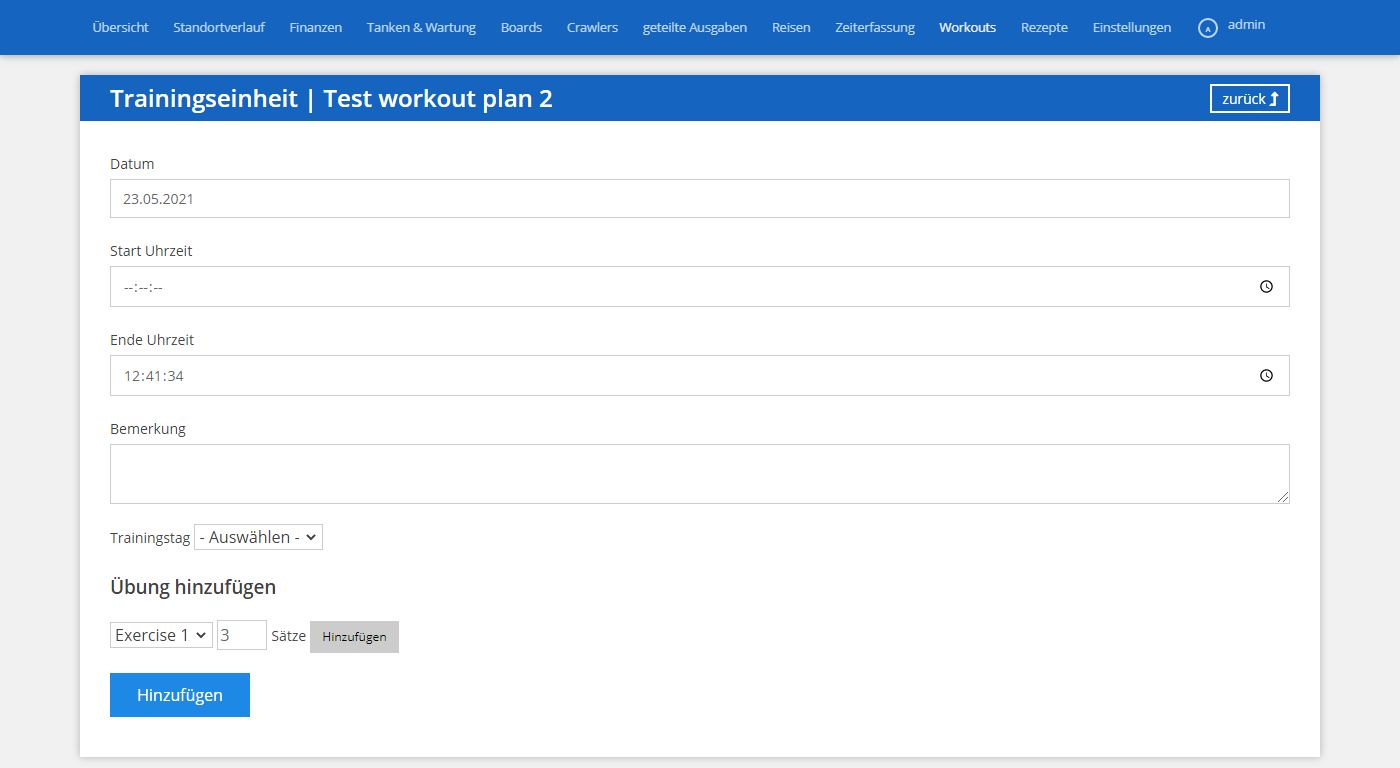 Übersicht Standortverlauf Finanzen Tanken & Wartung Boards Crawlers geteilte Ausgaben Reisen Zeiterfassung Workouts Rezepte Einstellungen A admin
Trainingseinheit | Test workout plan 2 zurück
Datum
23.05.2021
Start Uhrzeit
--:--:--
Ende Uhrzeit
12:41:34
Bemerkung
Trainingstag - Auswählen -
Übung hinzufügen
Exercise 1 3 Sätze Hinzufügen
Hinzufügen